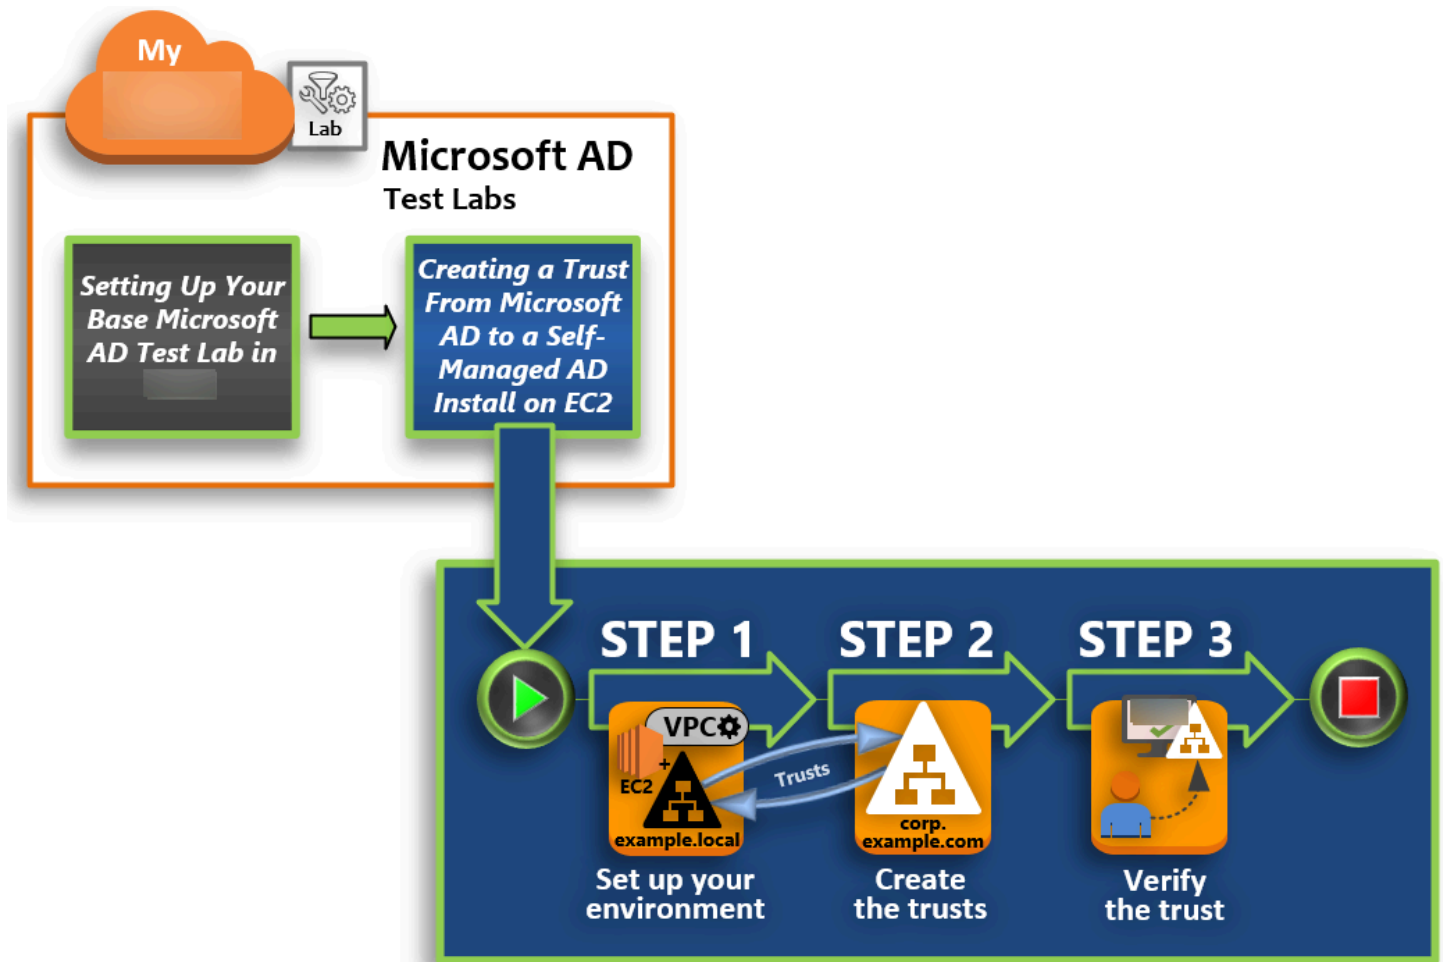 My
Lab
Microsoft AD
Test Labs
Setting Up Your
Base Microsoft
AD Test Lab in
Creating a Trust
From Microsoft
AD to a Self-
Managed AD
Install on EC2
STEP 1
STEP 2
STEP 3
VPC
EC2
+
example.local
Trusts
corp.
example.com
Set up your
environment
Create
the trusts
Verify
the trust